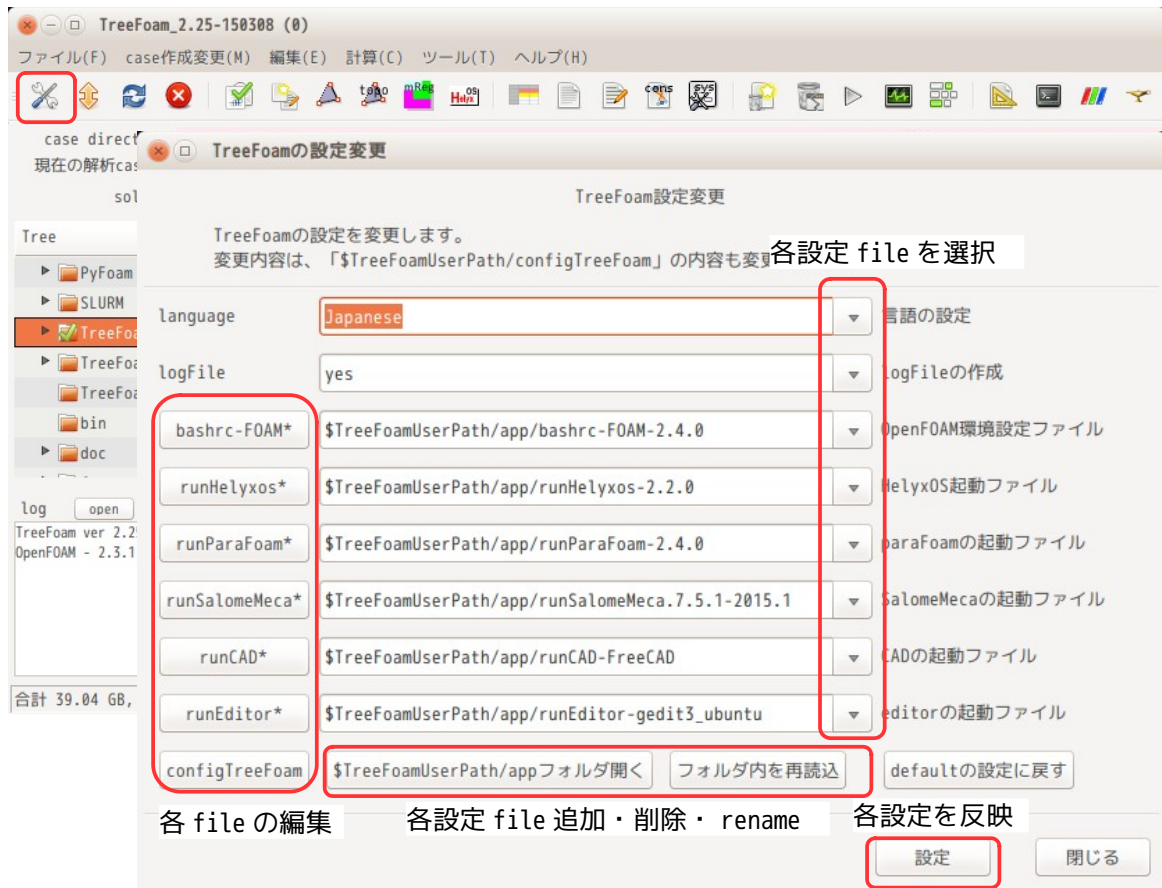 TreeFoam_2.25-150308 (0)
ファイル(F) case作成変更(M) 編集(E) 計算(C) ツール(T) ヘルプ(H)
topo mReg OS Helyx cons SYS
case direct
現在の解析cas
sol
Tree
PyFoam
SLURM
TreeFoa
TreeFoa
TreeFoa
bin
doc
log open
TreeFoam ver 2.2
OpenFOAM - 2.3.1
合計 39.04 GB,
TreeFoamの設定変更
TreeFoam設定変更
TreeFoamの設定を変更します。
変更内容は、「$TreeFoamUserPath/configTreeFoam」の内容も変更
各設定 file を選択
language Japanese 言語の設定
logFile yes logFileの作成
bashrc-FOAM* $TreeFoamUserPath/app/bashrc-FOAM-2.4.0 OpenFOAM環境設定ファイル
runHelyxos* $TreeFoamUserPath/app/runHelyxos-2.2.0 HelyxOS起動ファイル
runParaFoam* $TreeFoamUserPath/app/runParaFoam-2.4.0 paraFoamの起動ファイル
runSalomeMeca* $TreeFoamUserPath/app/runSalomeMeca.7.5.1-2015.1 SalomeMecaの起動ファイル
runCAD* $TreeFoamUserPath/app/runCAD-FreeCAD CADの起動ファイル
runEditor* $TreeFoamUserPath/app/runEditor-gedit3_ubuntu editorの起動ファイル
configTreeFoam $TreeFoamUserPath/appフォルダ開く フォルダ内を再読込 defaultの設定に戻す
各 file の編集 各設定 file 追加・削除・ rename 各設定を反映
設定 閉じる